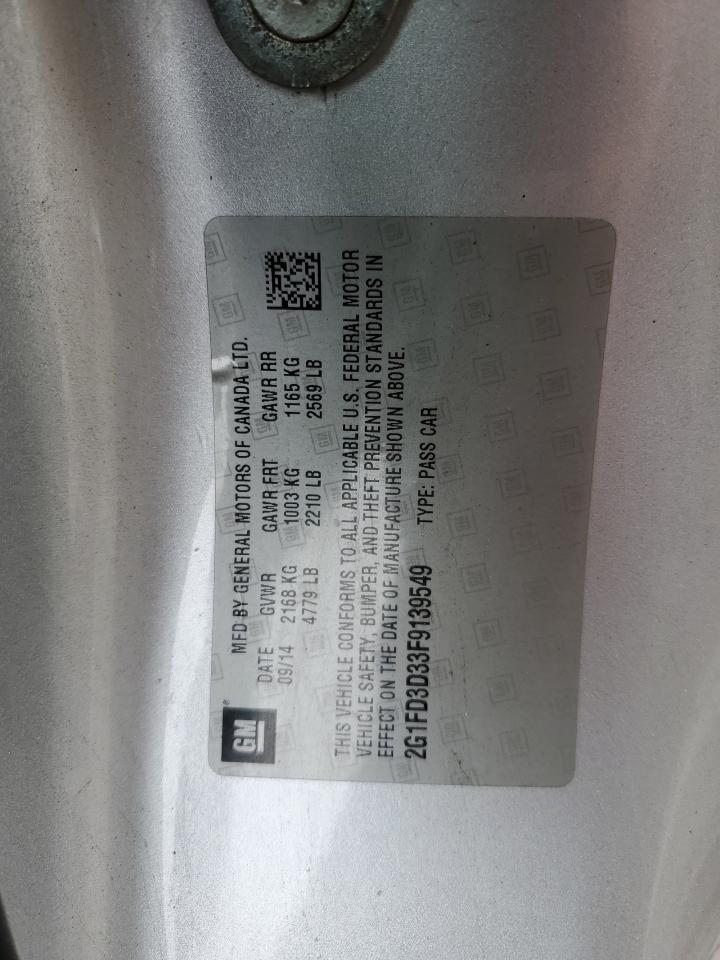 GM®
MFD BY GENERAL MOTORS OF CANADA LTD.
DATE GVWR GAWR FRT GAWR RR
09/14 2168 KG 1003 KG 1165 KG
4779 LB 2210 LB 2569 LB
THIS VEHICLE CONFORMS TO ALL APPLICABLE U.S. FEDERAL MOTOR
VEHICLE SAFETY, BUMPER, AND THEFT PREVENTION STANDARDS IN
EFFECT ON THE DATE OF MANUFACTURE SHOWN ABOVE.
2G1FD3D33F9139549 TYPE: PASS CAR